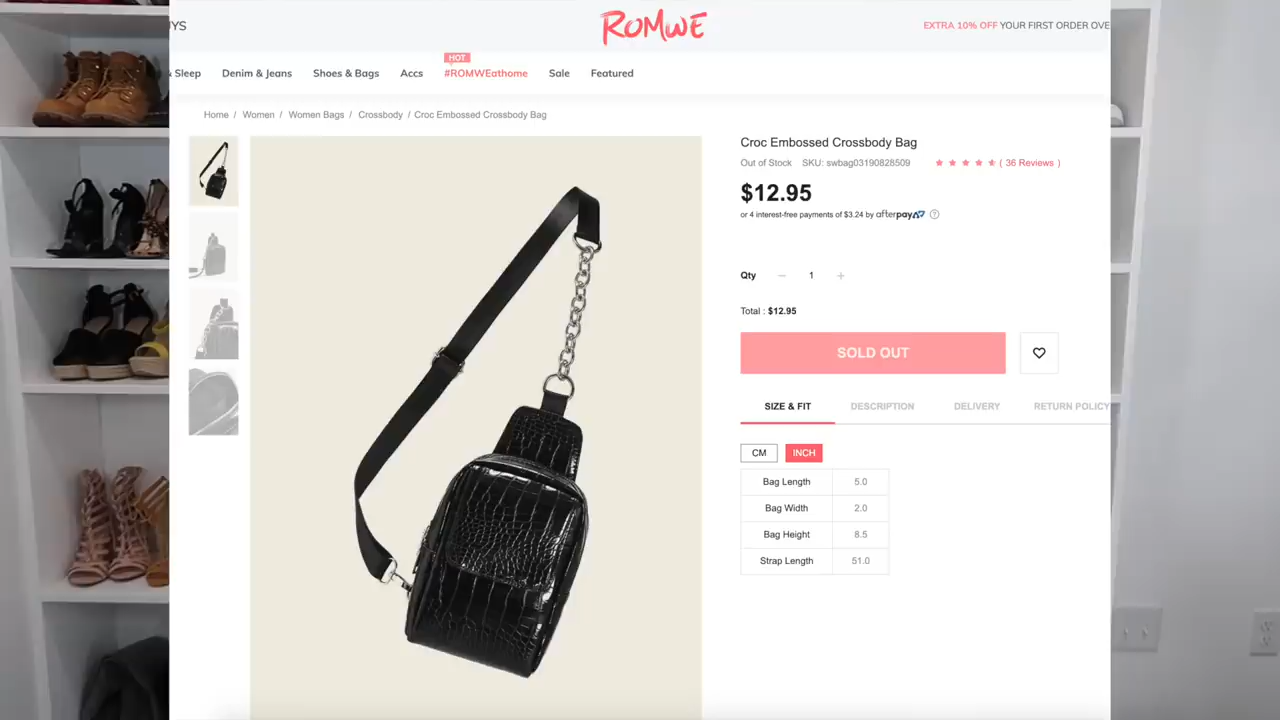 UYS
ROMWE
EXTRA 10% OFF YOUR FIRST ORDER OVE
& Sleep Denim & Jeans Shoes & Bags Accs HOT #ROMWEathome Sale Featured
Home / Women / Women Bags / Crossbody / Croc Embossed Crossbody Bag
Croc Embossed Crossbody Bag
Out of Stock SKU: swbag03190828509 ( 36 Reviews )
$12.95
or 4 interest-free payments of $3.24 by afterpay ?
Qty − 1 +
Total : $12.95
SOLD OUT
SIZE & FIT DESCRIPTION DELIVERY RETURN POLICY
CM INCH
Bag Length 5.0
Bag Width 2.0
Bag Height 8.5
Strap Length 51.0